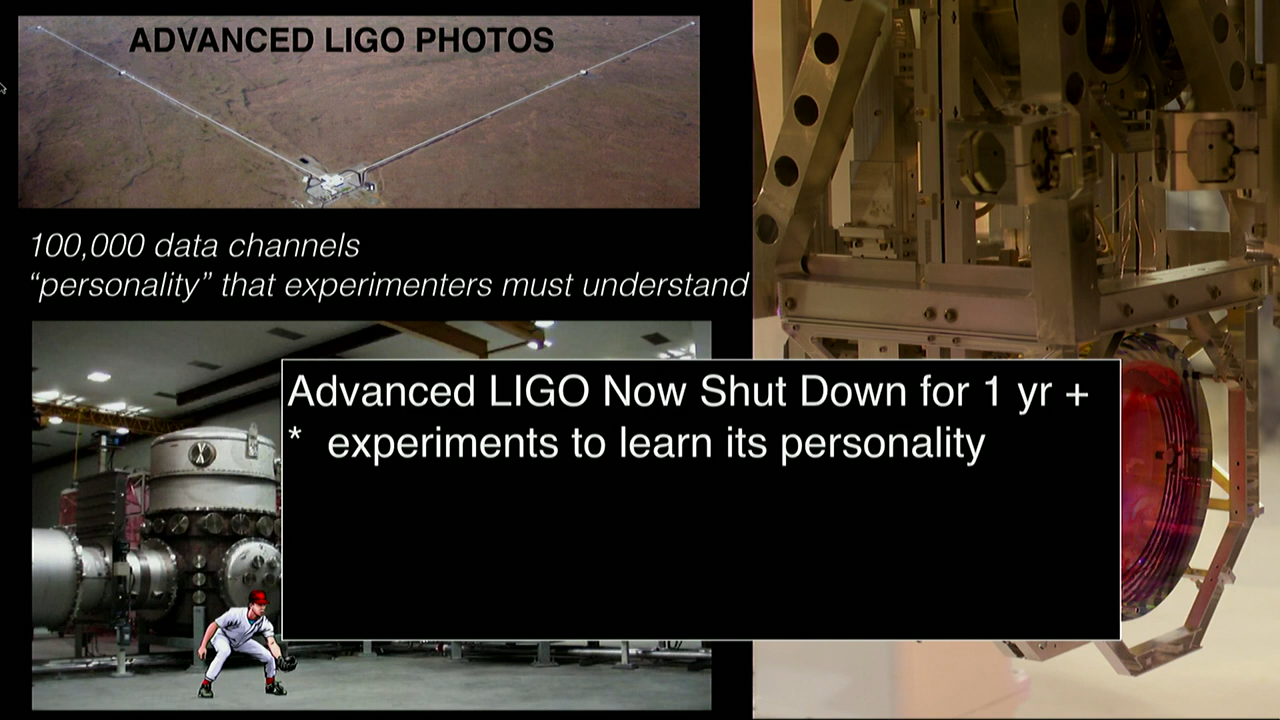 ADVANCED LIGO PHOTOS
100,000 data channels
“personality” that experimenters must understand
Advanced LIGO Now Shut Down for 1 yr +
* experiments to learn its personality